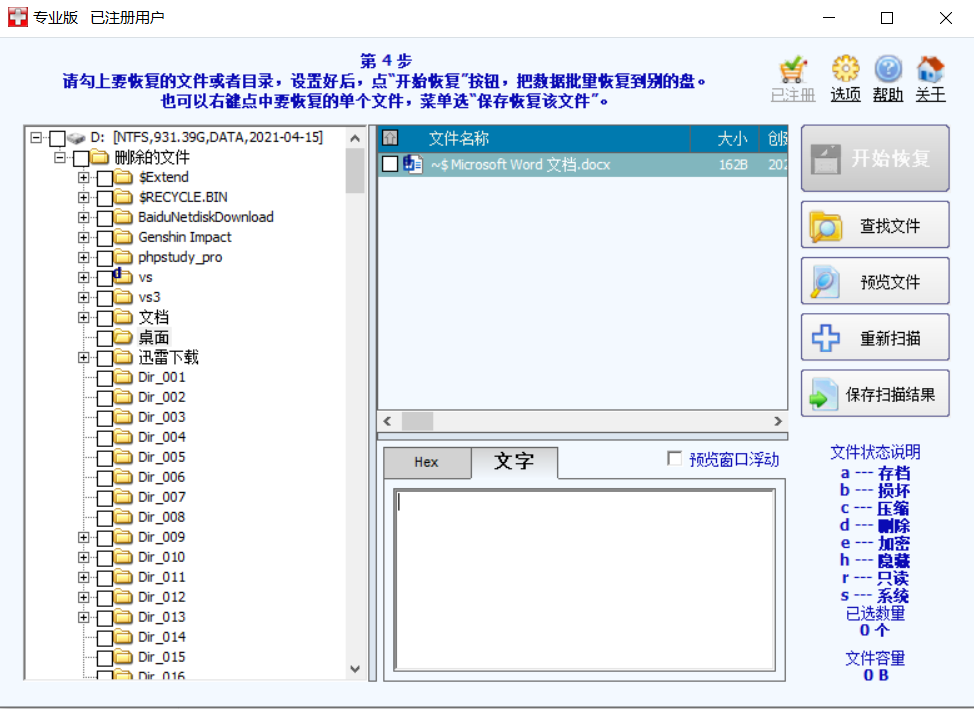 专业版 已注册用户
第 4 步
请勾上要恢复的文件或者目录，设置好后，点“开始恢复”按钮，把数据批里恢复到别的盘。
也可以右键点中要恢复的单个文件，菜单选“保存恢复该文件”。
已注册 选项 帮助 关于
D: [NTFS,931.39G,DATA,2021-04-15]
删除的文件
$Extend
$RECYCLE.BIN
BaiduNetdiskDownload
Genshin Impact
phpstudy_pro
vs
vs3
文档
桌面
迅雷下载
Dir_001
Dir_002
Dir_003
Dir_004
Dir_005
Dir_006
Dir_007
Dir_008
Dir_009
Dir_010
Dir_011
Dir_012
Dir_013
Dir_014
Dir_015
Dir_016
文件名称 大小 创建
~$ Microsoft Word 文档.docx 162B 202
Hex 文字 预览窗口浮动
开始恢复
查找文件
预览文件
重新扫描
保存扫描结果
文件状态说明
a --- 存档
b --- 损坏
c --- 压缩
d --- 删除
e --- 加密
h --- 隐藏
r --- 只读
s --- 系统
已选数量
0 个
文件容量
0 B